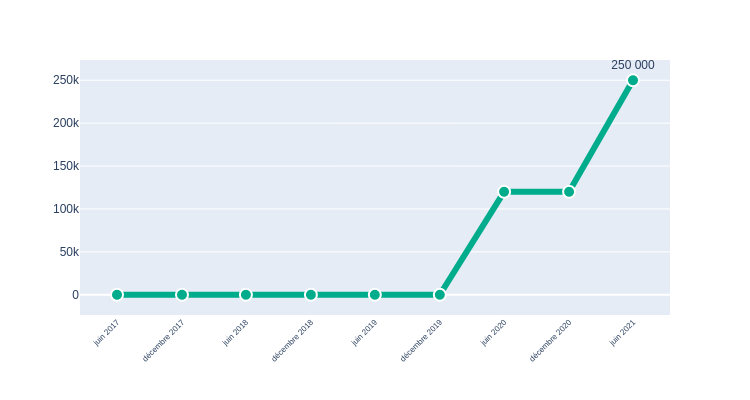 250 000
250k
200k
150k
100k
50k
0
juin 2017
décembre 2017
juin 2018
décembre 2018
juin 2019
décembre 2019
juin 2020
décembre 2020
juin 2021